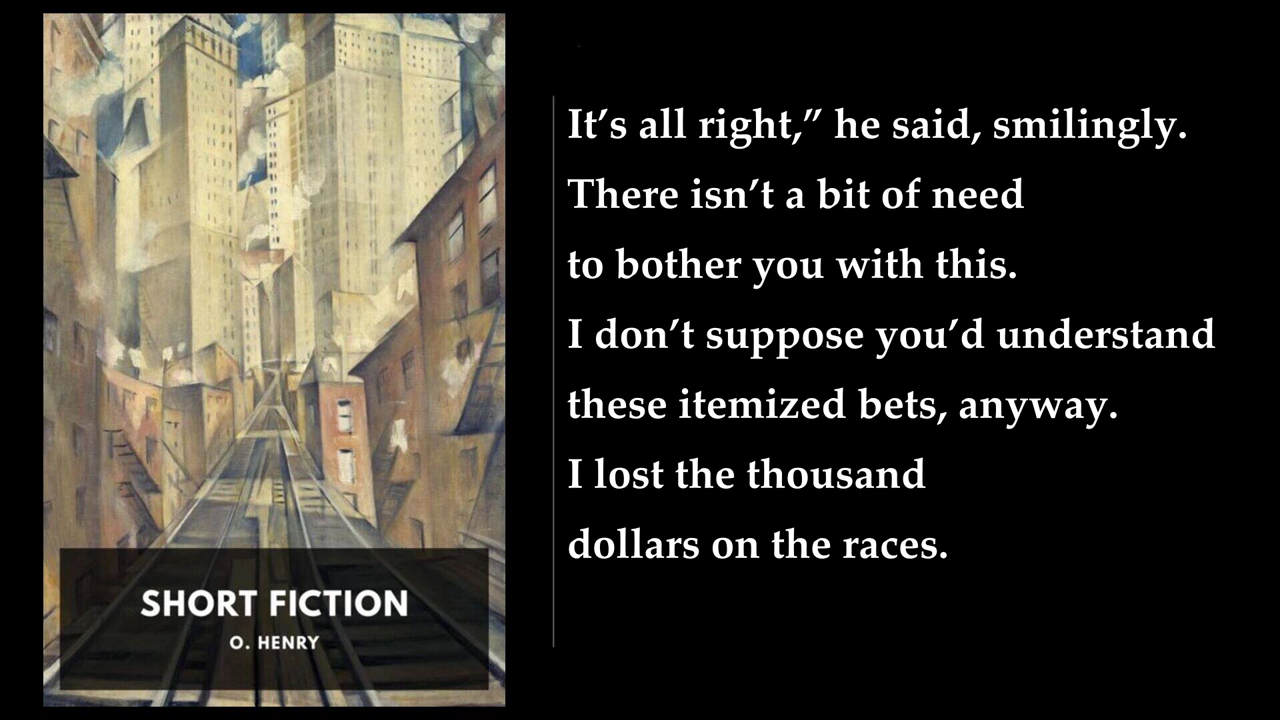 It’s all right,” he said, smilingly.
There isn’t a bit of need
to bother you with this.
I don’t suppose you’d understand
these itemized bets, anyway.
I lost the thousand
dollars on the races.
SHORT FICTION
O. HENRY